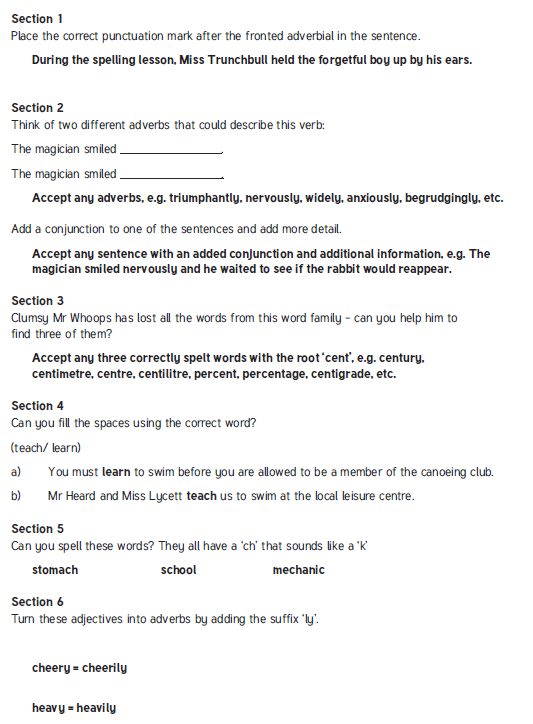 Section 1
Place the correct punctuation mark after the fronted adverbial in the sentence.
During the spelling lesson, Miss Trunchbull held the forgetful boy up by his ears.
Section 2
Think of two different adverbs that could describe this verb:
The magician smiled ________________.
The magician smiled ________________.
Accept any adverbs, e.g. triumphantly, nervously, widely, anxiously, begrudgingly, etc.
Add a conjunction to one of the sentences and add more detail.
Accept any sentence with an added conjunction and additional information, e.g. The
magician smiled nervously and he waited to see if the rabbit would reappear.
Section 3
Clumsy Mr Whoops has lost all the words from this word family – can you help him to
find three of them?
Accept any three correctly spelt words with the root ‘cent’, e.g. century,
centimetre, centre, centilitre, percent, percentage, centigrade, etc.
Section 4
Can you fill the spaces using the correct word?
(teach/ learn)
a) You must learn to swim before you are allowed to be a member of the canoeing club.
b) Mr Heard and Miss Lycett teach us to swim at the local leisure centre.
Section 5
Can you spell these words? They all have a ‘ch’ that sounds like a ‘k’
stomach school mechanic
Section 6
Turn these adjectives into adverbs by adding the suffix ‘ly’.
cheery = cheerily
heavy = heavily